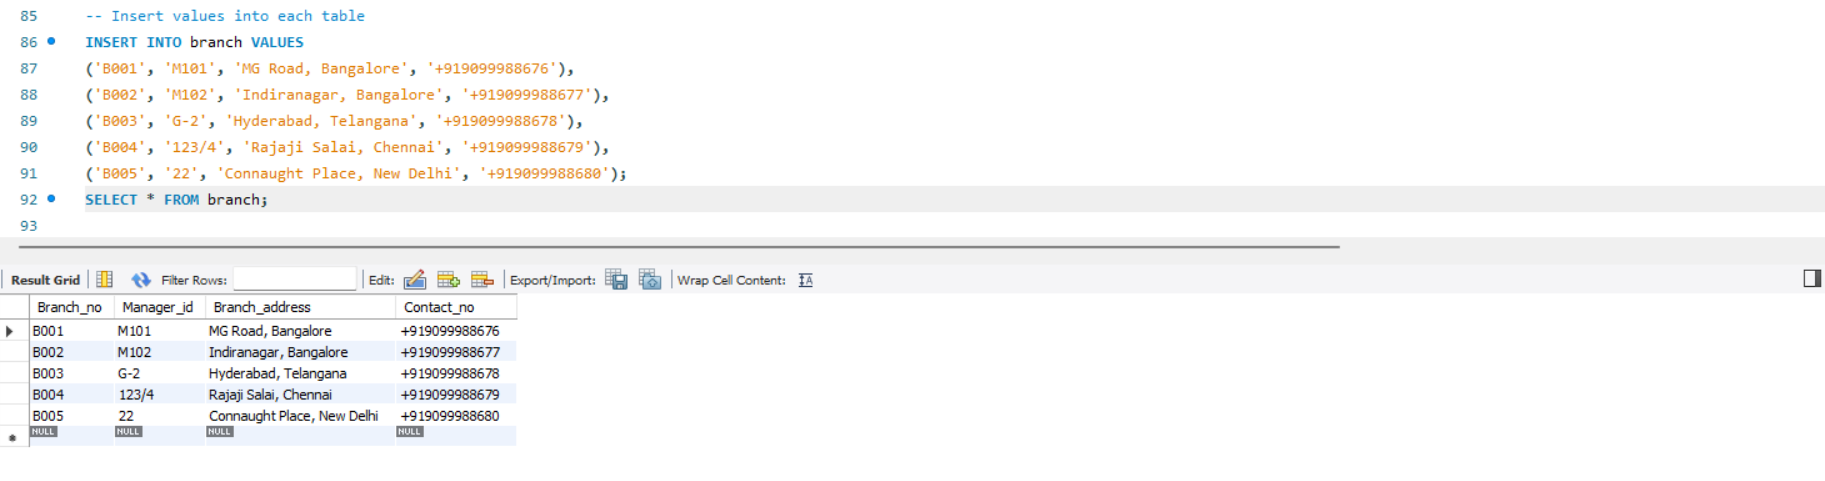 85 -- Insert values into each table
86 INSERT INTO branch VALUES
87 ('B001', 'M101', 'MG Road, Bangalore', '+919099988676'),
88 ('B002', 'M102', 'Indiranagar, Bangalore', '+919099988677'),
89 ('B003', 'G-2', 'Hyderabad, Telangana', '+919099988678'),
90 ('B004', '123/4', 'Rajaji Salai, Chennai', '+919099988679'),
91 ('B005', '22', 'Connaught Place, New Delhi', '+919099988680');
92 SELECT * FROM branch;
93
Result Grid Filter Rows: Edit: Export/Import: Wrap Cell Content: IA
Branch_no Manager_id Branch_address Contact_no
B001 M101 MG Road, Bangalore +919099988676
B002 M102 Indiranagar, Bangalore +919099988677
B003 G-2 Hyderabad, Telangana +919099988678
B004 123/4 Rajaji Salai, Chennai +919099988679
B005 22 Connaught Place, New Delhi +919099988680
NULL NULL NULL NULL